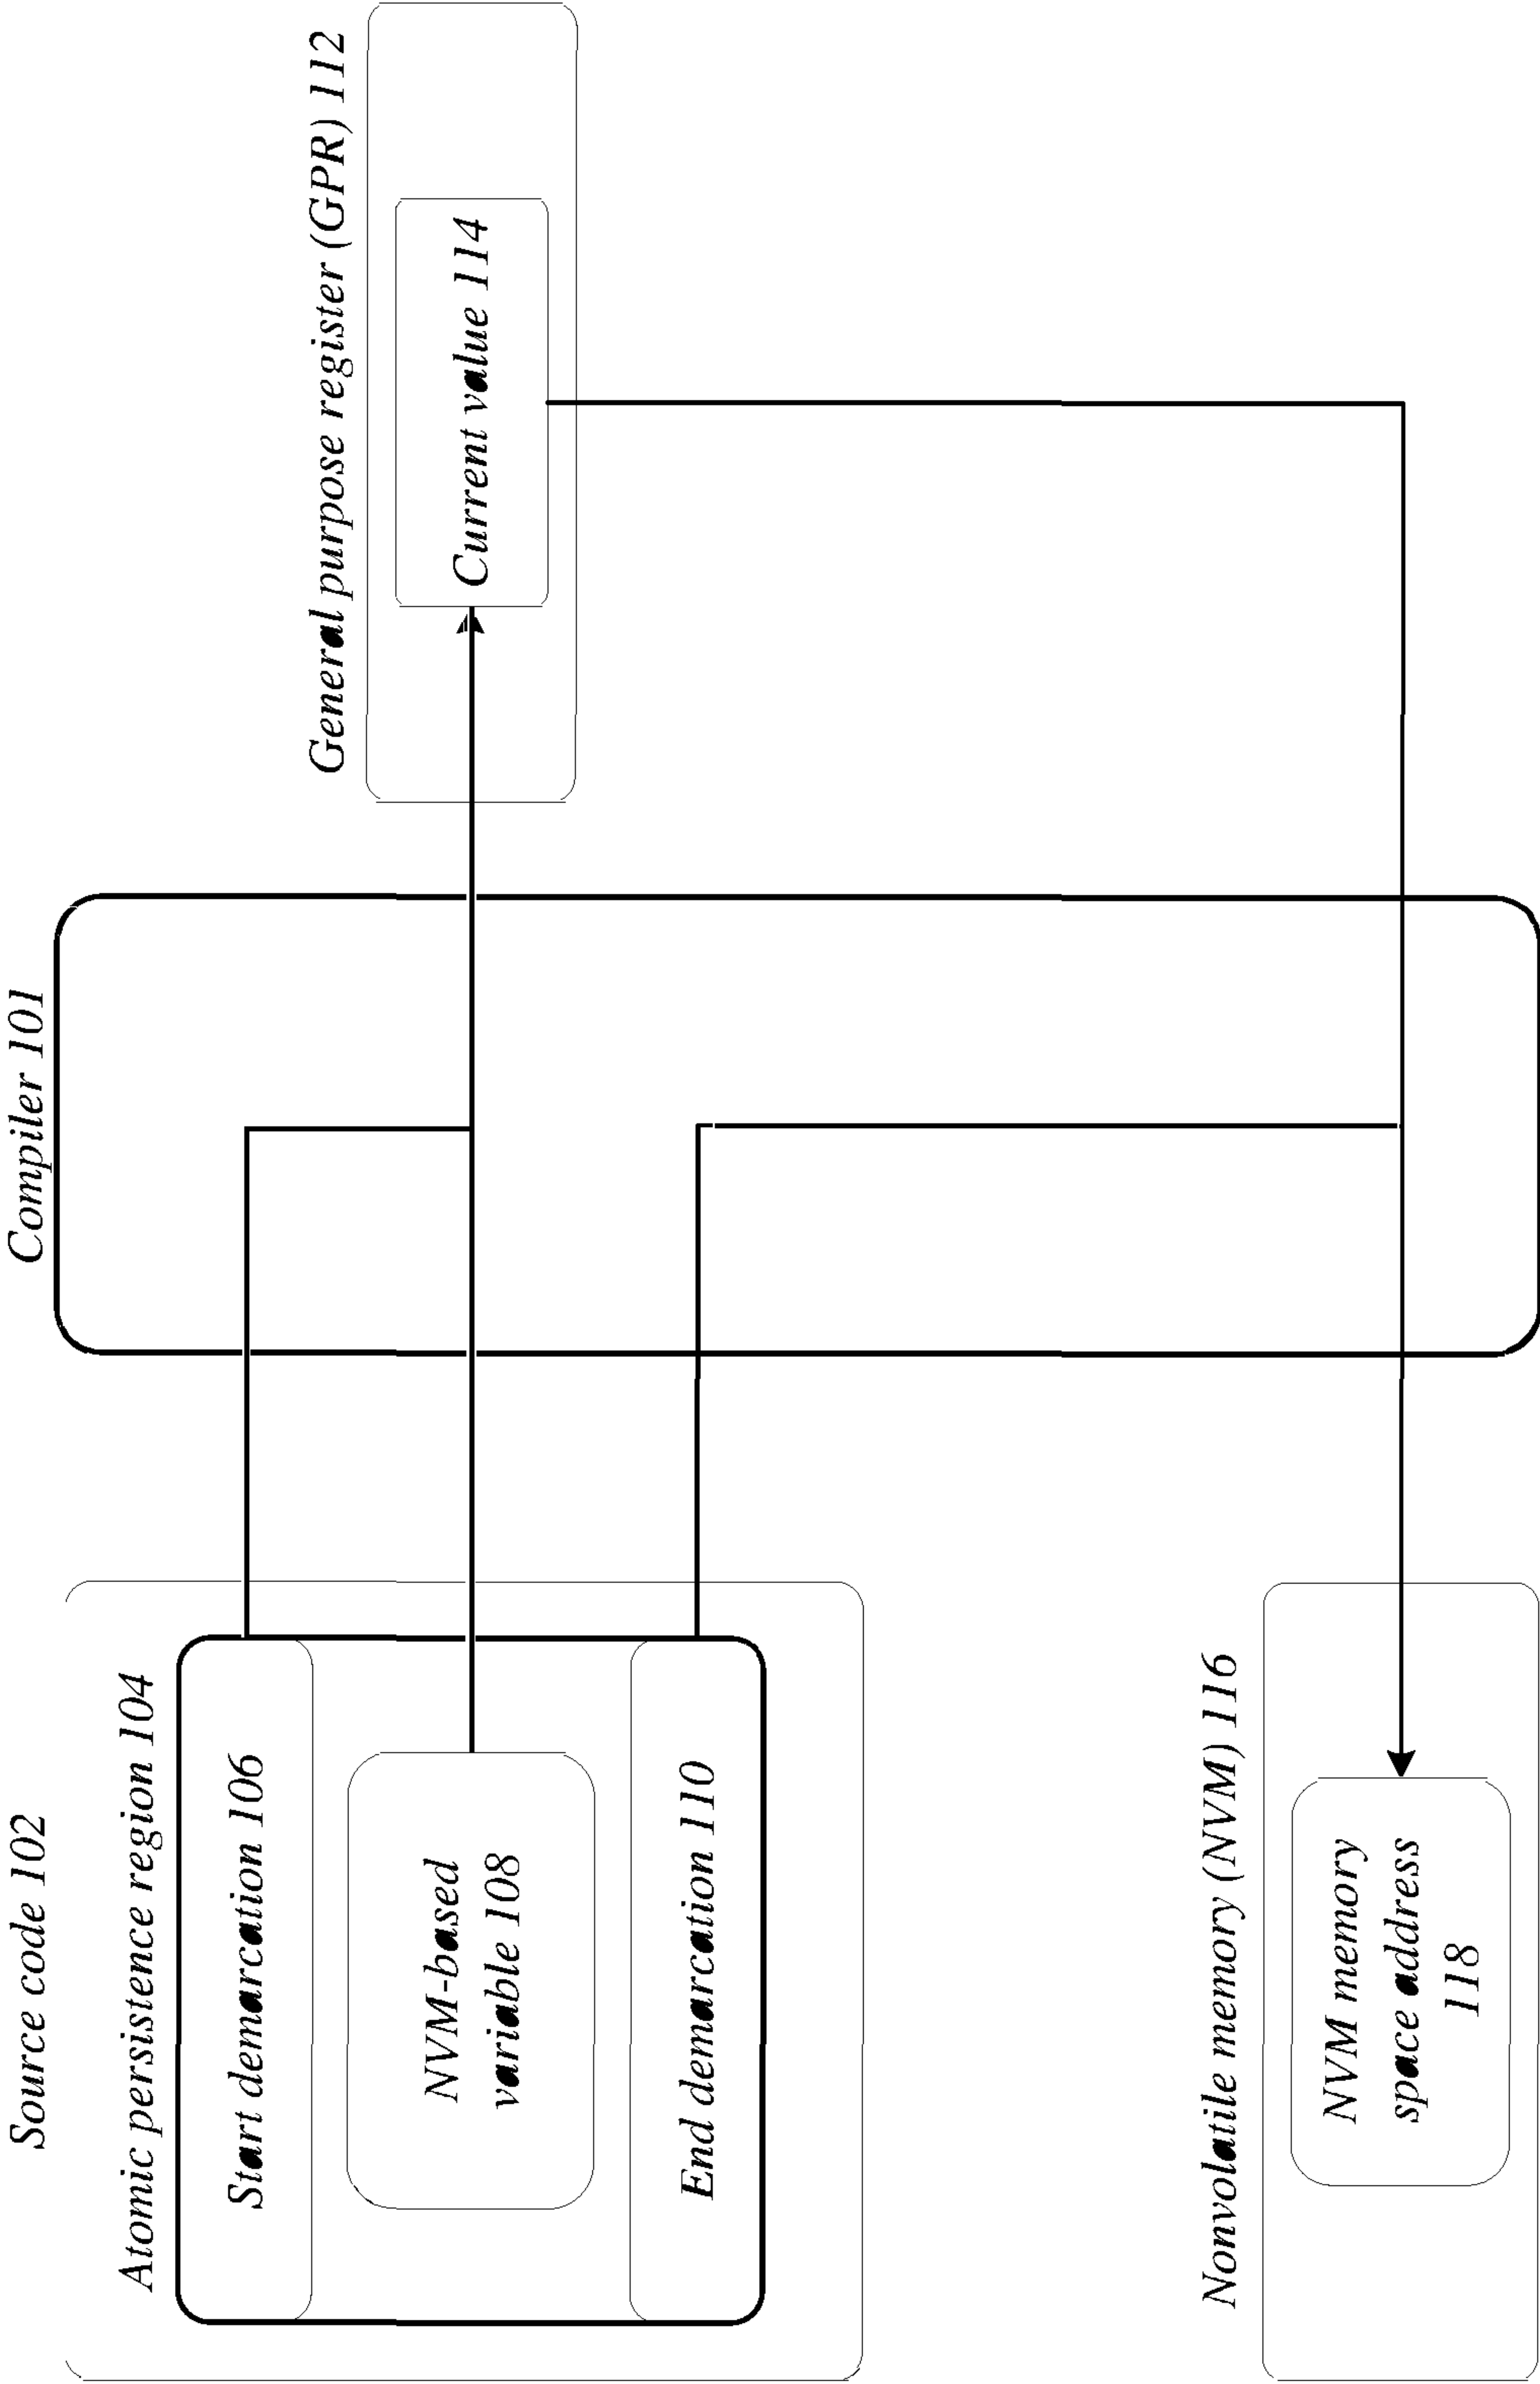 Source code 102
Atomic persistence region 104
Start demarcation 106
NVM-based
variable 108
End demarcation 110
Compiler 101
General purpose register (GPR) 112
Current value 114
Nonvolatile memory (NVM) 116
NVM memory
space address
118